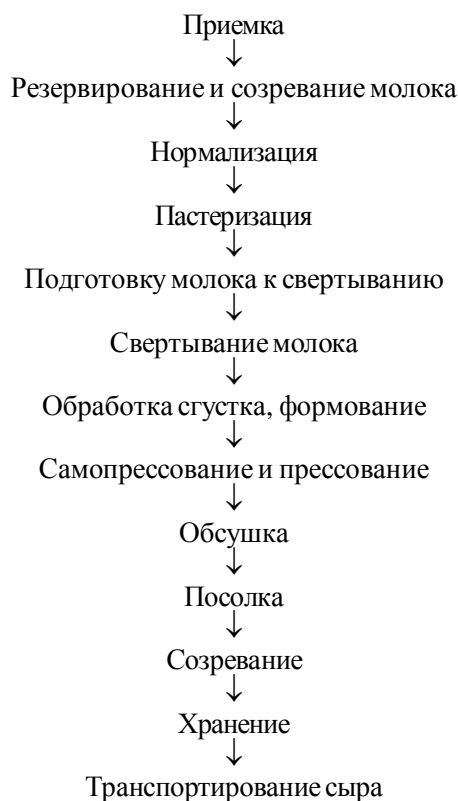 Приемка
Резервирование и созревание молока
Нормализация
Пастеризация
Подготовку молока к свертыванию
Свертывание молока
Обработка сгустка, формование
Самопрессование и прессование
Обсушка
Посолка
Созревание
Хранение
Транспортирование сыра